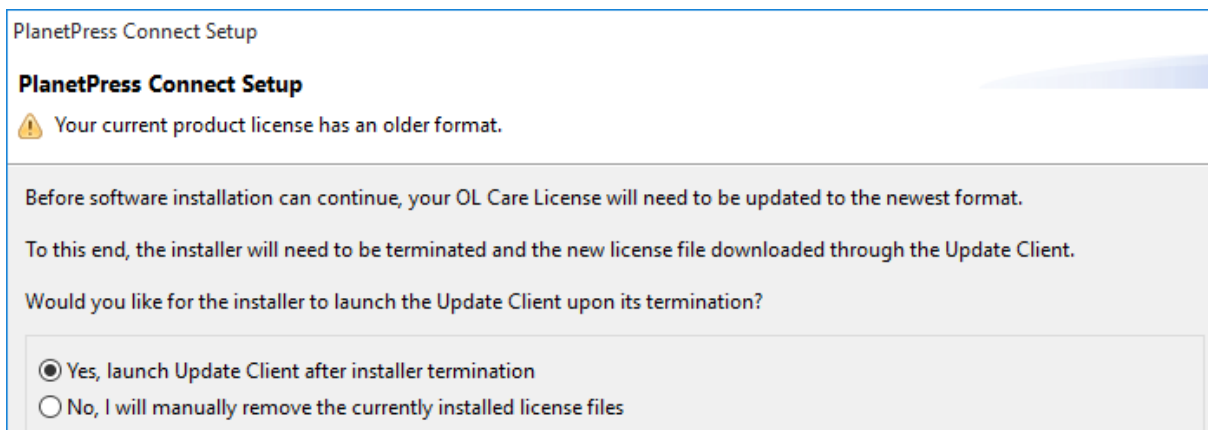 PlanetPress Connect Setup
PlanetPress Connect Setup
Your current product license has an older format.
Before software installation can continue, your OL Care License will need to be updated to the newest format.
To this end, the installer will need to be terminated and the new license file downloaded through the Update Client.
Would you like for the installer to launch the Update Client upon its termination?
Yes, launch Update Client after installer termination
No, I will manually remove the currently installed license files